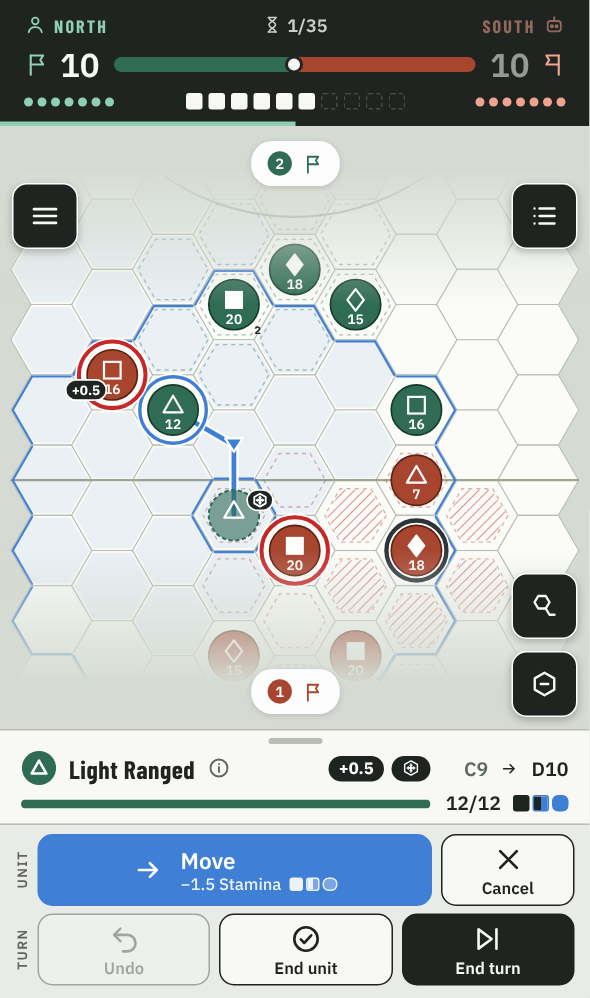 NORTH
1/35
SOUTH
10
10
2
18
20
15
2
+0.5
16
12
16
7
20
18
15
20
1
Light Ranged
+0.5
C9 → D10
12/12
UNIT
Move
−1.5 Stamina
Cancel
TURN
Undo
End unit
End turn